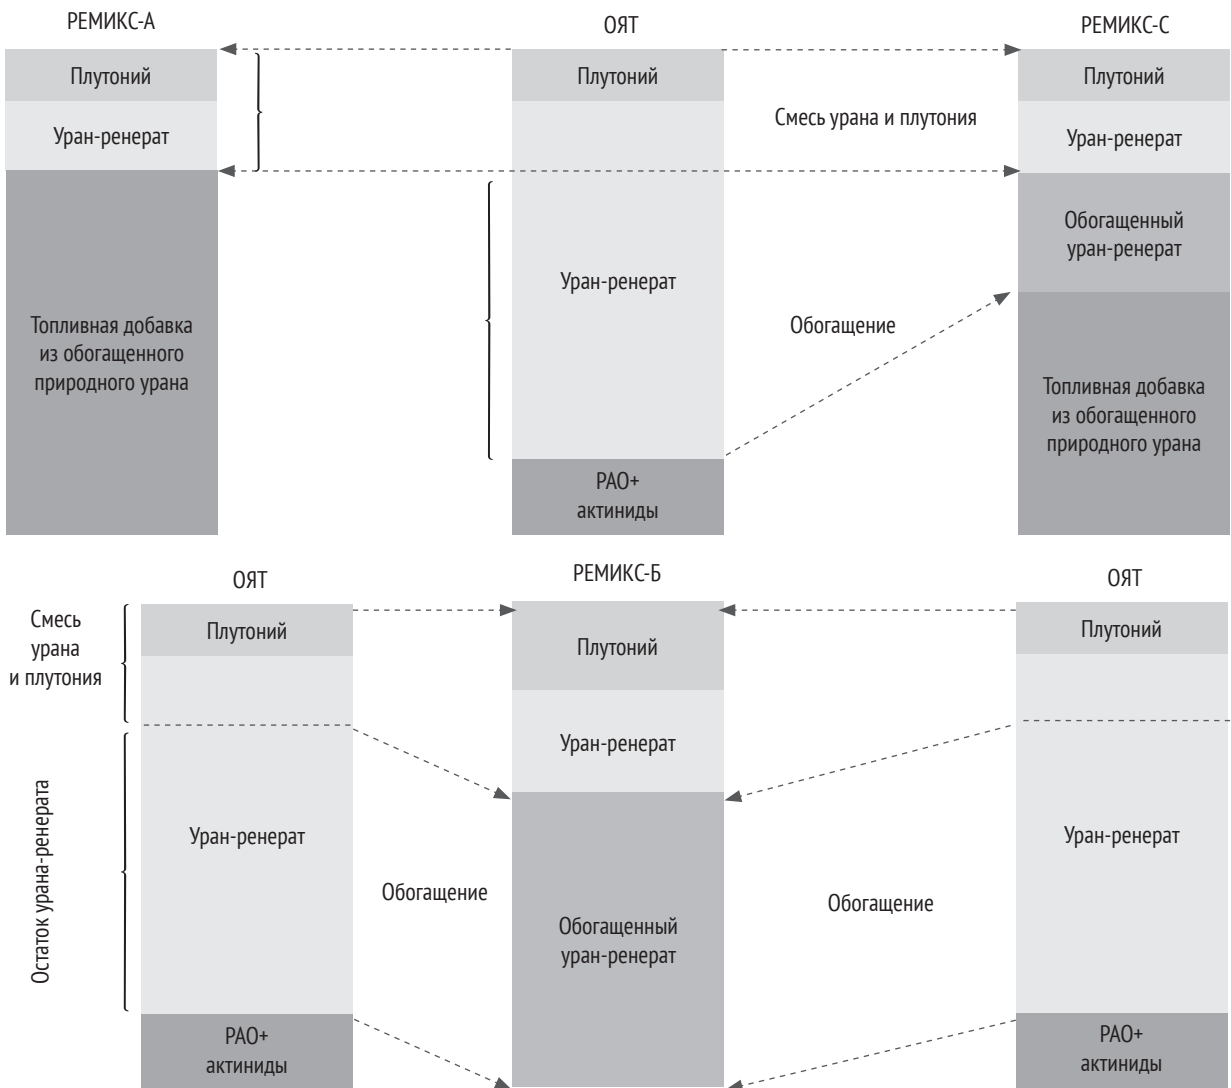 РЕМИКС-А
ОЯТ
РЕМИКС-С
Плутоний
Плутоний
Плутоний
Уран-ренерат
Смесь урана и плутония
Уран-ренерат
Топливная добавка
из обогащенного
природного урана
Уран-ренерат
Обогащение
Обогащенный
уран-ренерат
Топливная добавка
из обогащенного
природного урана
РАО+
актиниды
ОЯТ
РЕМИКС-Б
ОЯТ
Смесь
урана
и плутония
Плутоний
Плутоний
Плутоний
Остаток урана-ренерата
Уран-ренерат
Уран-ренерат
Уран-ренерат
Обогащение
Обогащенный
уран-ренерат
Обогащение
РАО+
актиниды
РАО+
актиниды